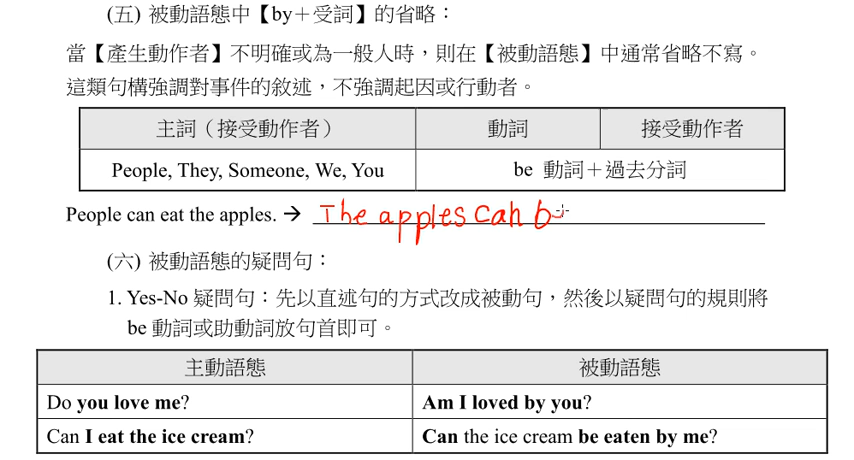 (五) 被動語態中【by＋受詞】的省略：
當【產生動作者】不明確或為一般人時，則在【被動語態】中通常省略不寫。
這類句構強調對事件的敘述，不強調起因或行動者。
主詞（接受動作者） 動詞 接受動作者
People, They, Someone, We, You be 動詞＋過去分詞
People can eat the apples. → The apples can b
(六) 被動語態的疑問句：
1. Yes-No 疑問句：先以直述句的方式改成被動句，然後以疑問句的規則將
be 動詞或助動詞放句首即可。
主動語態 被動語態
Do you love me? Am I loved by you?
Can I eat the ice cream? Can the ice cream be eaten by me?